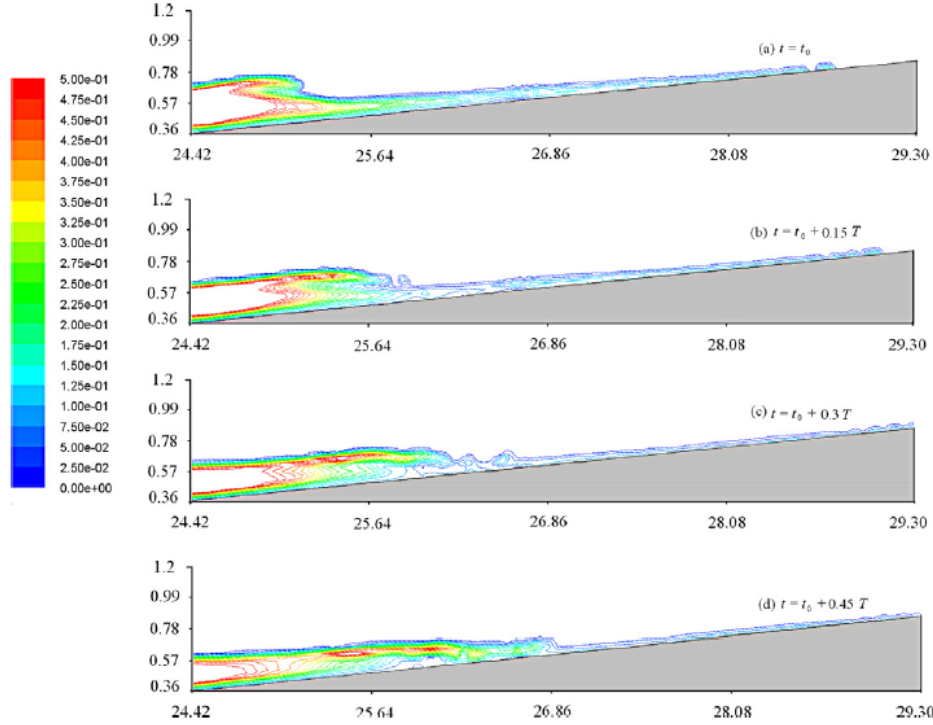 1.2
0.99
0.78
0.57
0.36
(a) t = t₀
24.42 25.64 26.86 28.08 29.30
5.00e-01
4.75e-01
4.50e-01
4.25e-01
4.00e-01
3.75e-01
3.50e-01
3.25e-01
3.00e-01
2.75e-01
2.50e-01
2.25e-01
2.00e-01
1.75e-01
1.50e-01
1.25e-01
1.00e-01
7.50e-02
5.00e-02
2.50e-02
0.00e+00
1.2
0.99
0.78
0.57
0.36
(b) t = t₀ + 0.15 T
24.42 25.64 26.86 28.08 29.30
1.2
0.99
0.78
0.57
0.36
(c) t = t₀ + 0.3 T
24.42 25.64 26.86 28.08 29.30
1.2
0.99
0.78
0.57
0.36
(d) t = t₀ + 0.45 T
24.42 25.64 26.86 28.08 29.30